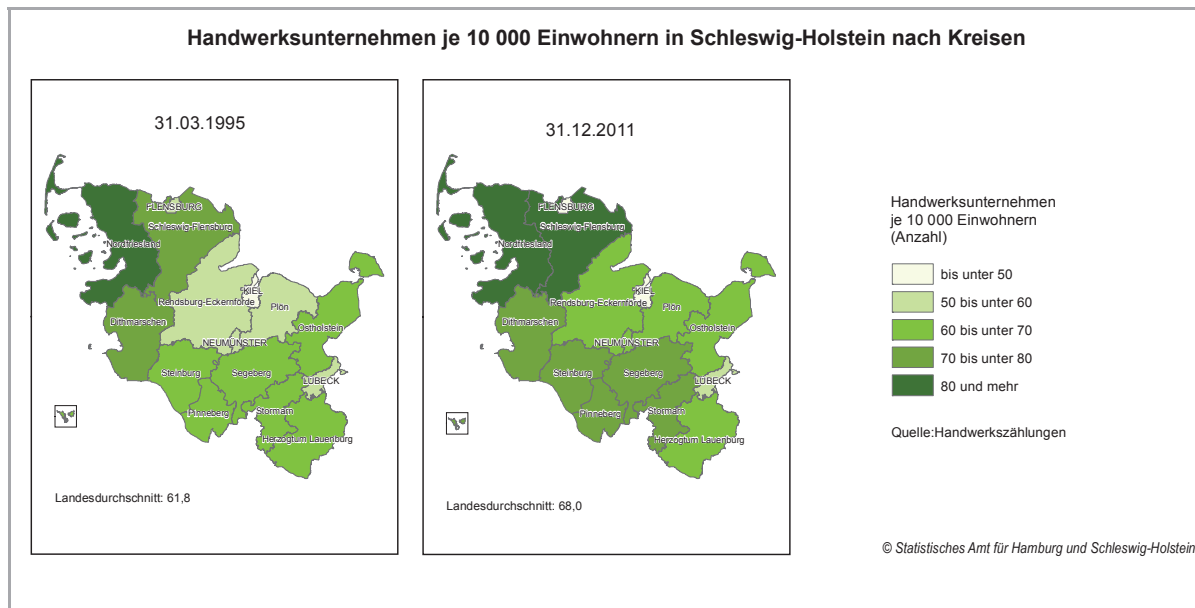 Handwerksunternehmen je 10 000 Einwohnern in Schleswig-Holstein nach Kreisen
31.03.1995
FLENSBURG
Schleswig-Flensburg
Nordfriesland
KIEL
Rendsburg-Eckernförde
Plön
Dithmarschen
Ostholstein
NEUMÜNSTER
Steinburg
Segeberg
LÜBECK
Pinneberg
Stormarn
Herzogtum Lauenburg
Landesdurchschnitt: 61,8
31.12.2011
FLENSBURG
Schleswig-Flensburg
Nordfriesland
KIEL
Rendsburg-Eckernförde
Plön
Dithmarschen
Ostholstein
NEUMÜNSTER
Steinburg
Segeberg
LÜBECK
Pinneberg
Stormarn
Herzogtum Lauenburg
Landesdurchschnitt: 68,0
Handwerksunternehmen
je 10 000 Einwohnern
(Anzahl)
bis unter 50
50 bis unter 60
60 bis unter 70
70 bis unter 80
80 und mehr
Quelle:Handwerkszählungen
© Statistisches Amt für Hamburg und Schleswig-Holstein